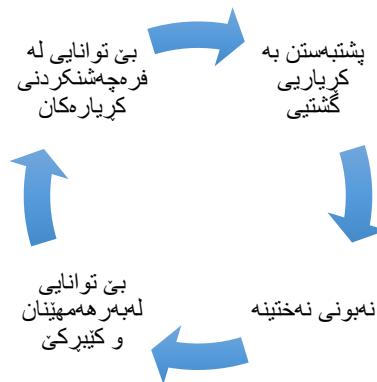 پشتبەستن بە
کڕیاریی
گشتیی
نەبونی نەختینە
بێ توانایی
لەبەرهەمهێنان
و کێبڕکێ
بێ توانایی لە
فرەچەشنکردنی
کڕیارەکان